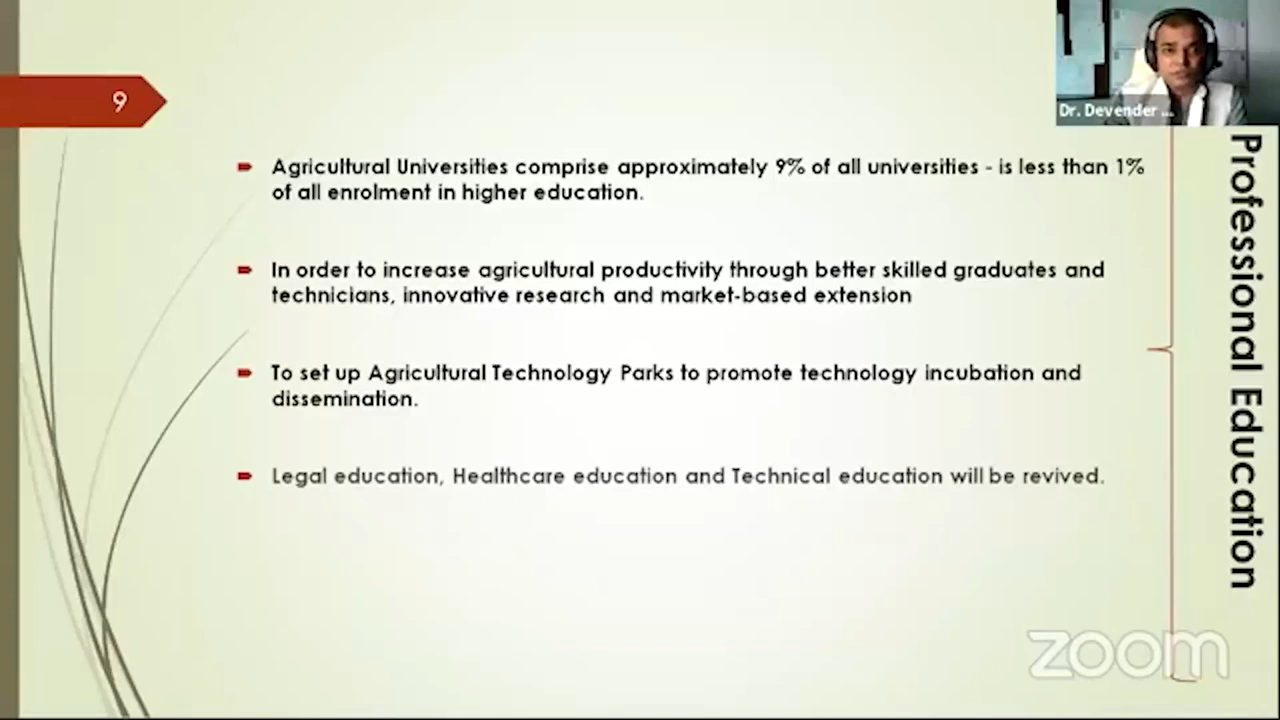 9
Dr. Devender ...
Agricultural Universities comprise approximately 9% of all universities - is less than 1%
of all enrolment in higher education.
In order to increase agricultural productivity through better skilled graduates and
technicians, innovative research and market-based extension
To set up Agricultural Technology Parks to promote technology incubation and
dissemination.
Legal education, Healthcare education and Technical education will be revived.
Professional Education
zoom